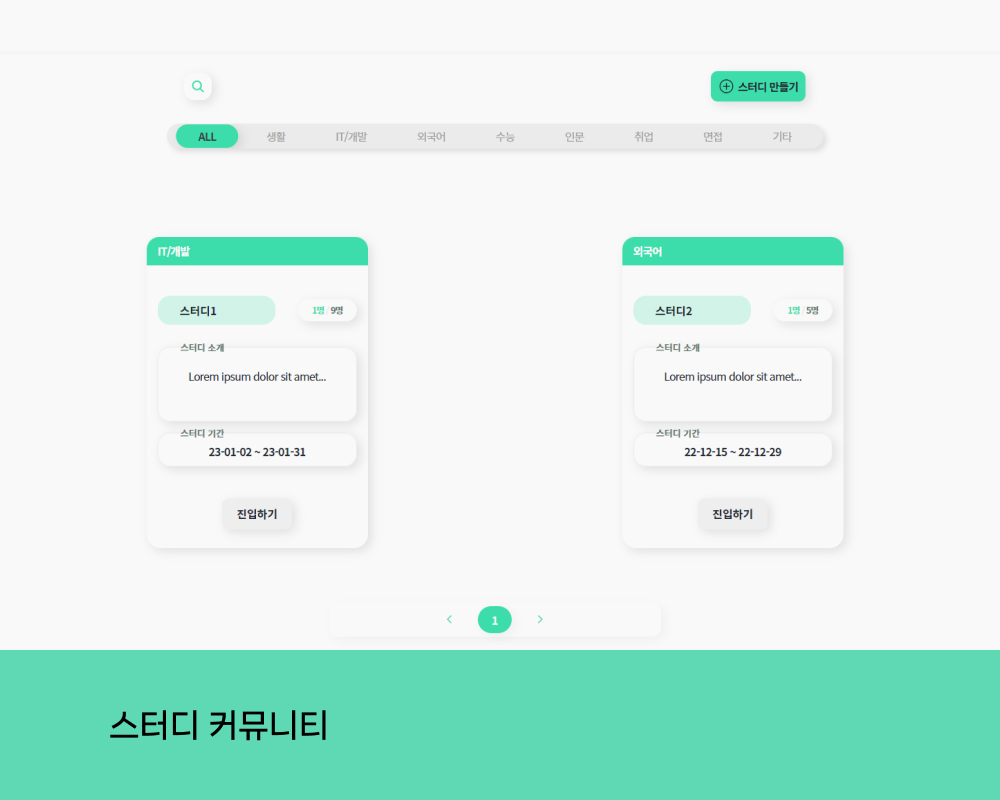 스터디 만들기
ALL 생활 IT/개발 외국어 수능 인문 취업 면접 기타
IT/개발
스터디1 1명 9명
스터디 소개
Lorem ipsum dolor sit amet...
스터디 기간
23-01-02 ~ 23-01-31
진입하기
외국어
스터디2 1명 5명
스터디 소개
Lorem ipsum dolor sit amet...
스터디 기간
22-12-15 ~ 22-12-29
진입하기
1
스터디 커뮤니티